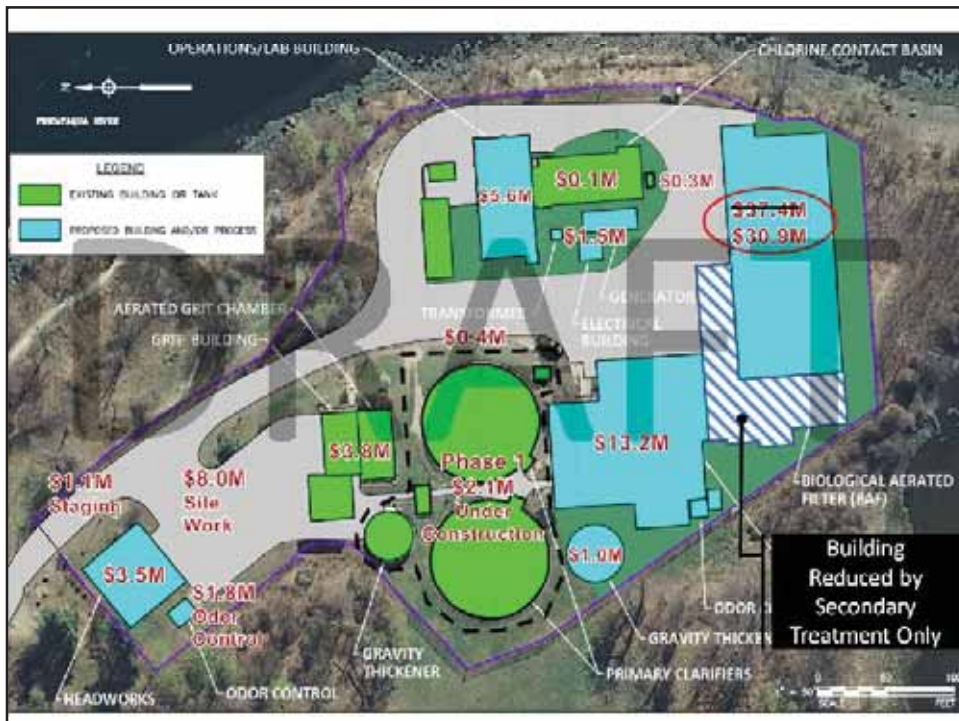 OPERATIONS/LAB BUILDING
CHLORINE CONTACT BASIN
PISCATAQUA RIVER
LEGEND
EXISTING BUILDING OR TANK
PROPOSED BUILDING AND/OR PROCESS
DRAFT
$5.6M
$0.1M
$0.3M
$37.4M
$30.9M
$1.5M
AERATED GRIT CHAMBER
GRIT BUILDING
TRANSFORMER
$0.4M
GENERATOR
ELECTRICAL
BUILDING
$3.8M
$13.2M
Phase 1
$2.1M
Under
Construction
$1.1M
Staging
$8.0M
Site
Work
BIOLOGICAL AERATED
FILTER (BAF)
$3.5M
$1.8M
Odor
Control
$1.0M
Building
Reduced by
Secondary
Treatment Only
GRAVITY
THICKENER
PRIMARY CLARIFIERS
HEADWORKS
ODOR CONTROL
SCALE
FEET